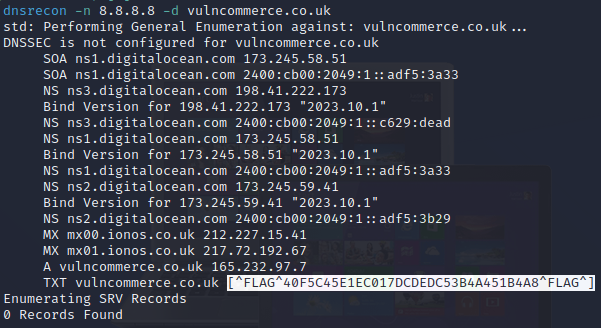 dnsrecon -n 8.8.8.8 -d vulncommerce.co.uk
std: Performing General Enumeration against: vulncommerce.co.uk ...
DNSSEC is not configured for vulncommerce.co.uk
SOA ns1.digitalocean.com 173.245.58.51
SOA ns1.digitalocean.com 2400:cb00:2049:1::adf5:3a33
NS ns3.digitalocean.com 198.41.222.173
Bind Version for 198.41.222.173 "2023.10.1"
NS ns3.digitalocean.com 2400:cb00:2049:1::c629:dead
NS ns1.digitalocean.com 173.245.58.51
Bind Version for 173.245.58.51 "2023.10.1"
NS ns1.digitalocean.com 2400:cb00:2049:1::adf5:3a33
NS ns2.digitalocean.com 173.245.59.41
Bind Version for 173.245.59.41 "2023.10.1"
NS ns2.digitalocean.com 2400:cb00:2049:1::adf5:3b29
MX mx00.ionos.co.uk 212.227.15.41
MX mx01.ionos.co.uk 217.72.192.67
A vulncommerce.co.uk 165.232.97.7
TXT vulncommerce.co.uk [^FLAG^40F5C45E1EC017DCDEDC53B4A451B4A8^FLAG^]
Enumerating SRV Records
0 Records Found